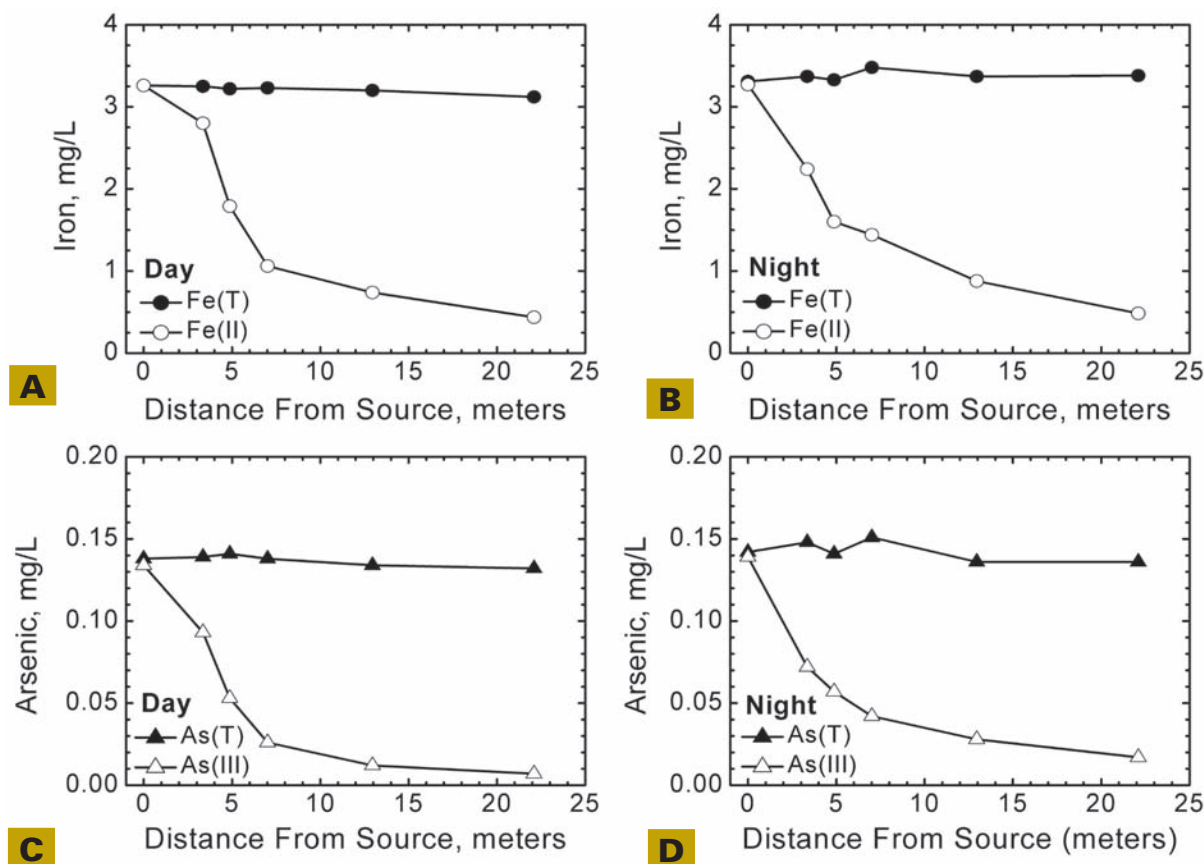 4
3
2
1
0
Iron, mg/L
Day
Fe(T)
Fe(II)
0 5 10 15 20 25
Distance From Source, meters
A
4
3
2
1
0
Iron, mg/L
Night
Fe(T)
Fe(II)
0 5 10 15 20 25
Distance From Source, meters
B
0.20
0.15
0.10
0.05
0.00
Arsenic, mg/L
Day
As(T)
As(III)
0 5 10 15 20 25
Distance From Source, meters
C
0.20
0.15
0.10
0.05
0.00
Arsenic, mg/L
Night
As(T)
As(III)
0 5 10 15 20 25
Distance From Source (meters)
D